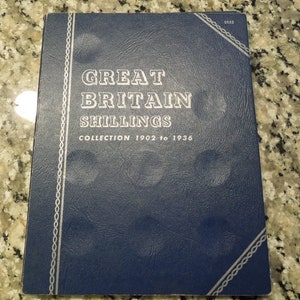 GREAT
BRITAIN
SHILLINGS
COLLECTION 1902 to 1936